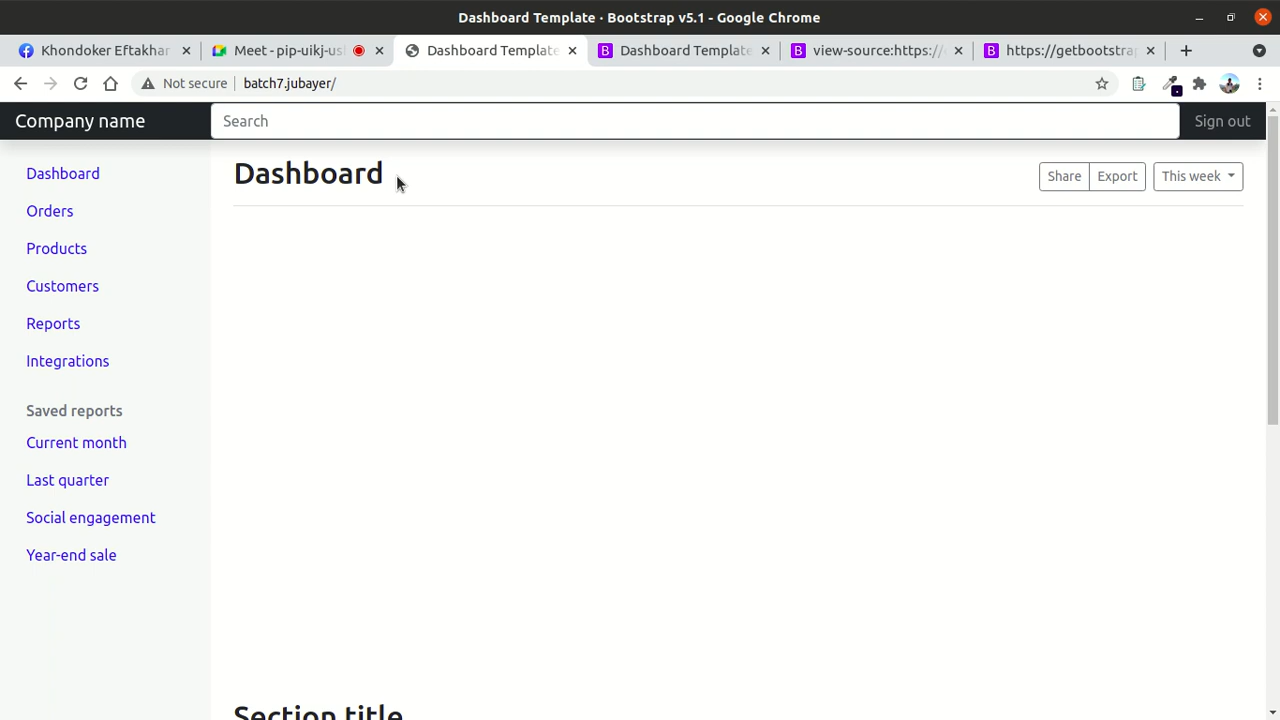 Dashboard Template · Bootstrap v5.1 - Google Chrome
Khondoker Eftakhar
Meet - pip-uikj-us
Dashboard Template
Dashboard Template
view-source:https://
https://getbootstra
Not secure
batch7.jubayer/
Company name
Search
Sign out
Dashboard
Orders
Products
Customers
Reports
Integrations
Saved reports
Current month
Last quarter
Social engagement
Year-end sale
Dashboard
Share
Export
This week
Section title